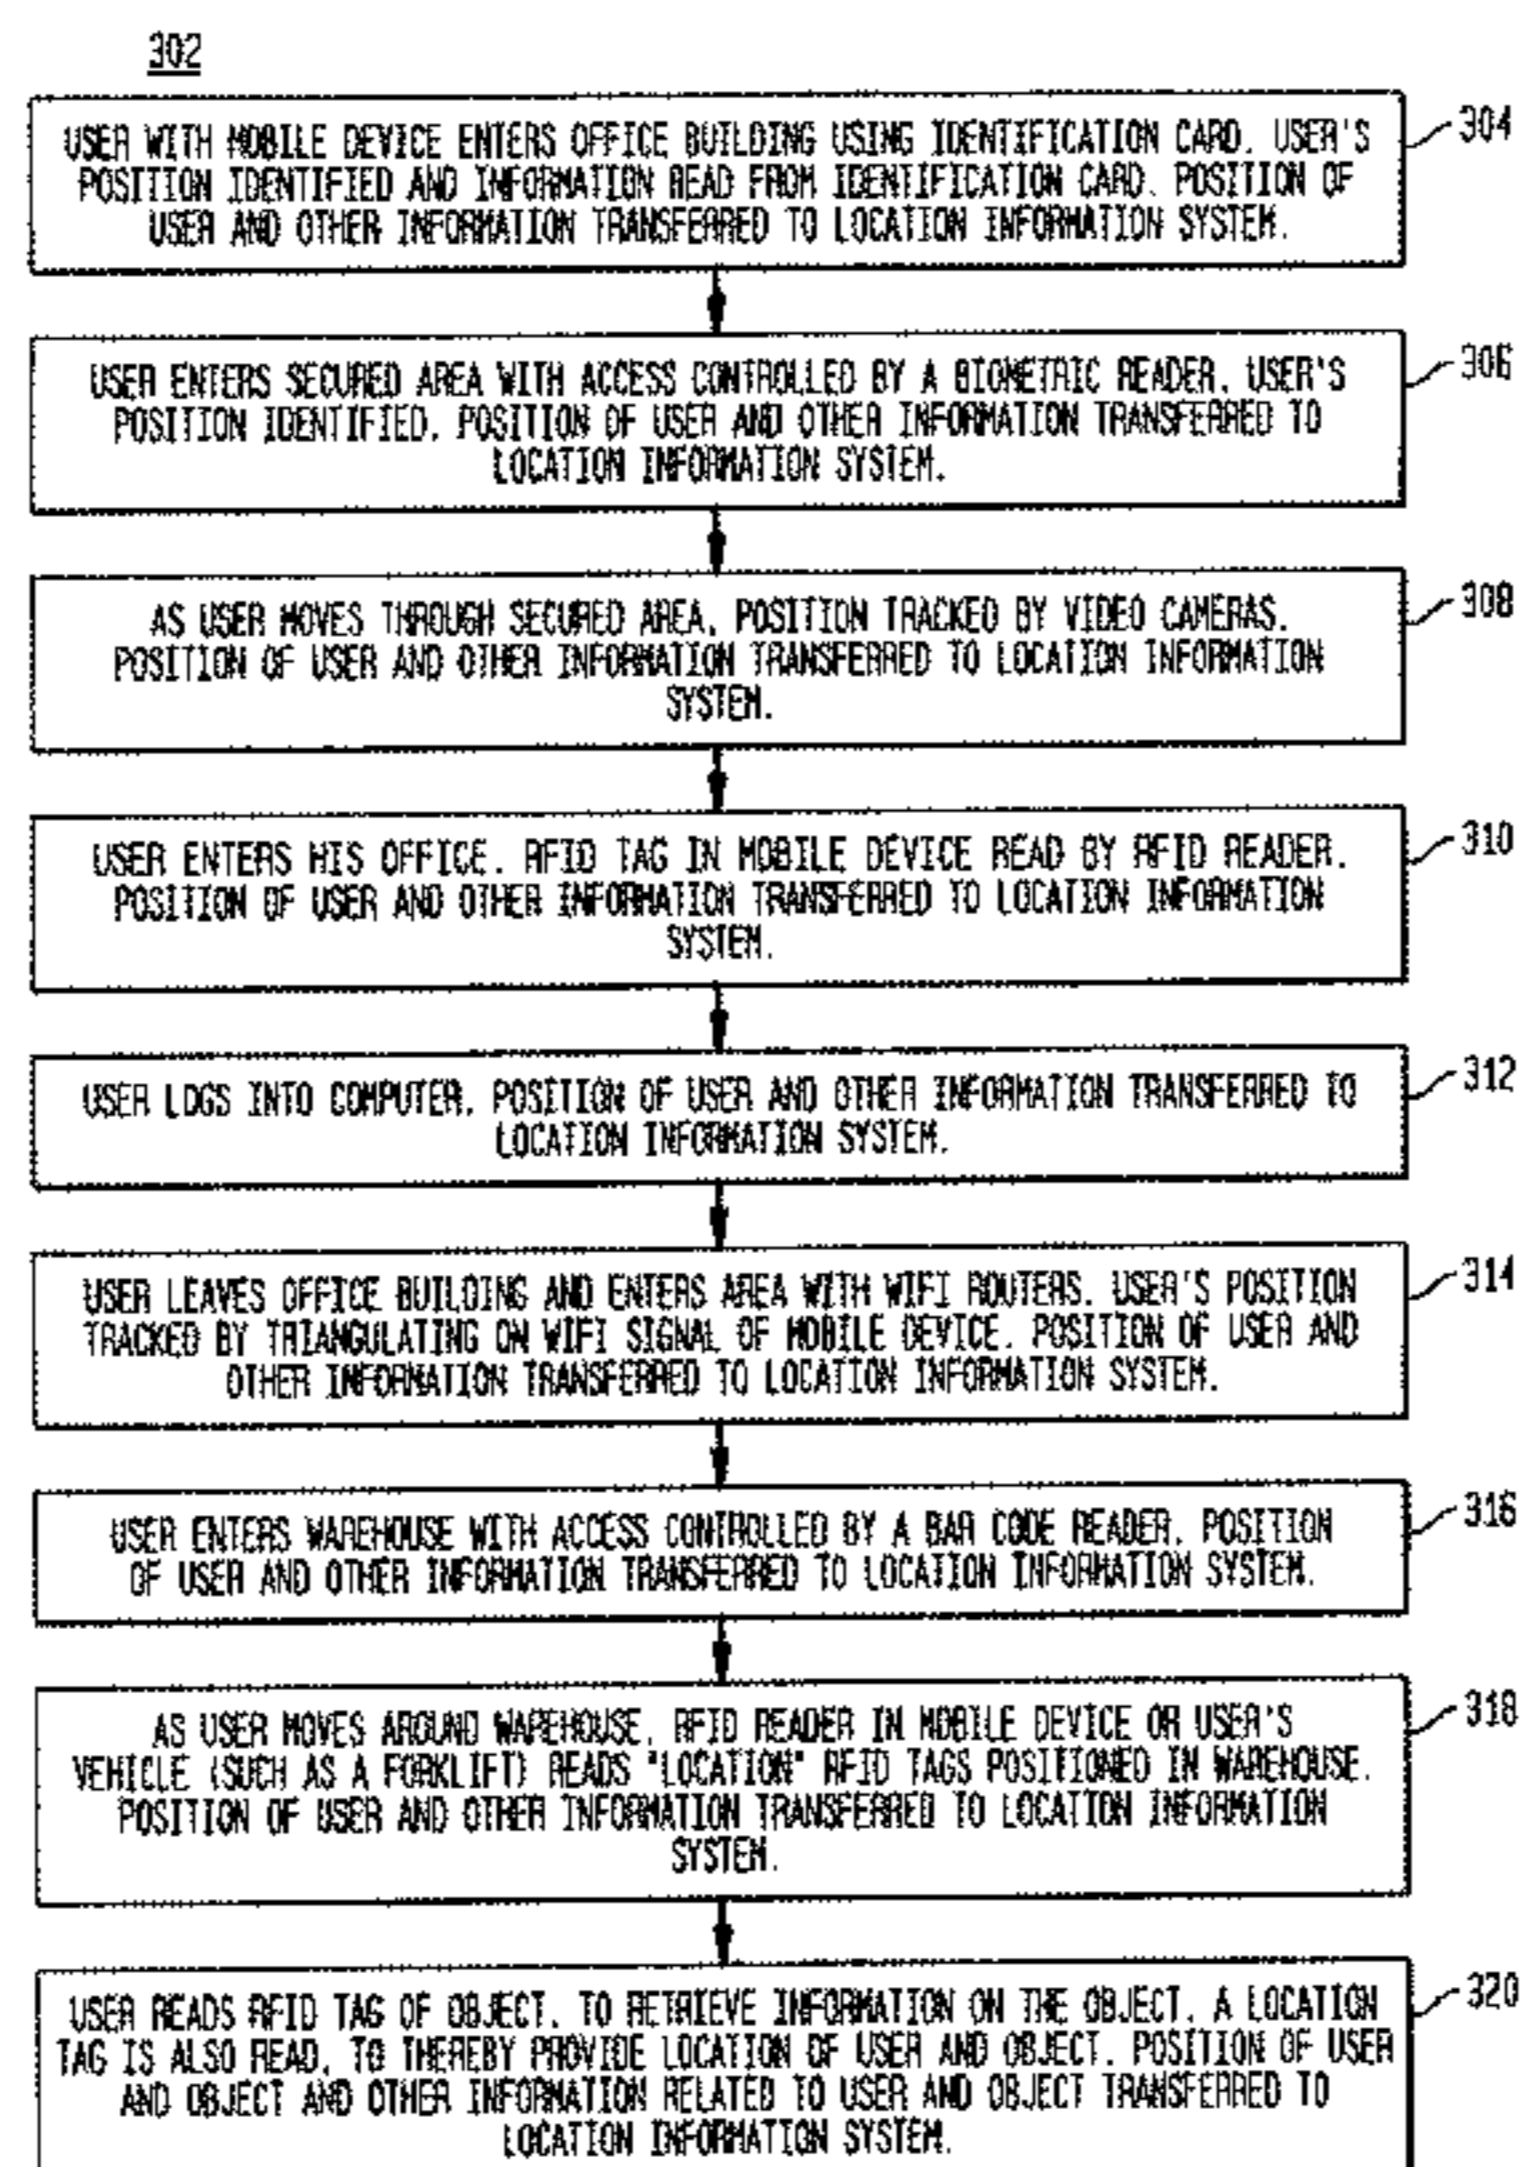 302
USER WITH MOBILE DEVICE ENTERS OFFICE BUILDING USING IDENTIFICATION CARD. USER'S
POSITION IDENTIFIED AND INFORMATION READ FROM IDENTIFICATION CARD. POSITION OF
USER AND OTHER INFORMATION TRANSFERRED TO LOCATION INFORMATION SYSTEM.
304
USER ENTERS SECURED AREA WITH ACCESS CONTROLLED BY A BIOMETRIC READER. USER'S
POSITION IDENTIFIED. POSITION OF USER AND OTHER INFORMATION TRANSFERRED TO
LOCATION INFORMATION SYSTEM.
306
AS USER MOVES THROUGH SECURED AREA, POSITION TRACKED BY VIDEO CAMERAS.
POSITION OF USER AND OTHER INFORMATION TRANSFERRED TO LOCATION INFORMATION
SYSTEM.
308
USER ENTERS HIS OFFICE. RFID TAG IN MOBILE DEVICE READ BY RFID READER.
POSITION OF USER AND OTHER INFORMATION TRANSFERRED TO LOCATION INFORMATION
SYSTEM.
310
USER LOGS INTO COMPUTER. POSITION OF USER AND OTHER INFORMATION TRANSFERRED TO
LOCATION INFORMATION SYSTEM.
312
USER LEAVES OFFICE BUILDING AND ENTERS AREA WITH WIFI ROUTERS. USER'S POSITION
TRACKED BY TRIANGULATING ON WIFI SIGNAL OF MOBILE DEVICE. POSITION OF USER AND
OTHER INFORMATION TRANSFERRED TO LOCATION INFORMATION SYSTEM.
314
USER ENTERS WAREHOUSE WITH ACCESS CONTROLLED BY A BAR CODE READER. POSITION
OF USER AND OTHER INFORMATION TRANSFERRED TO LOCATION INFORMATION SYSTEM.
316
AS USER MOVES AROUND WAREHOUSE, RFID READER IN MOBILE DEVICE OR USER'S
VEHICLE (SUCH AS A FORKLIFT) READS "LOCATION" RFID TAGS POSITIONED IN WAREHOUSE.
POSITION OF USER AND OTHER INFORMATION TRANSFERRED TO LOCATION INFORMATION
SYSTEM.
318
USER READS RFID TAG OF OBJECT, TO RETRIEVE INFORMATION ON THE OBJECT. A LOCATION
TAG IS ALSO READ, TO THEREBY PROVIDE LOCATION OF USER AND OBJECT. POSITION OF USER
AND OBJECT AND OTHER INFORMATION RELATED TO USER AND OBJECT TRANSFERRED TO
LOCATION INFORMATION SYSTEM.
320